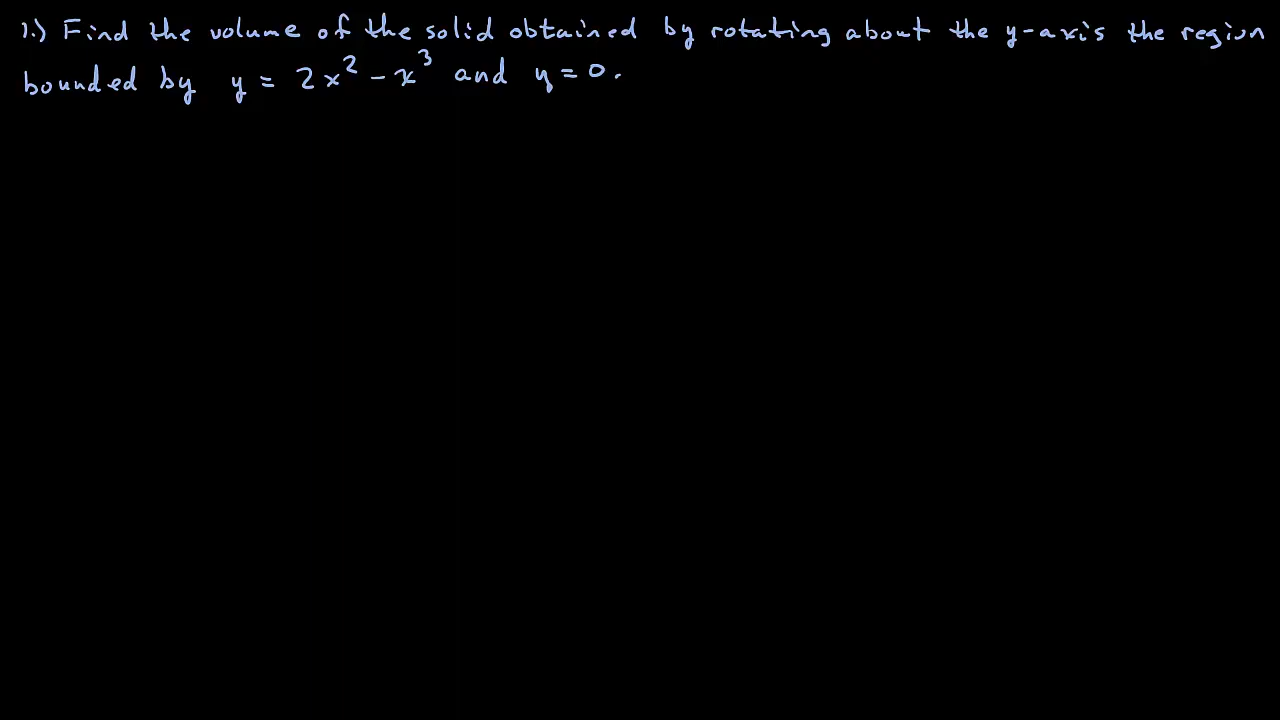 1.) Find the volume of the solid obtained by rotating about the y-axis the region
bounded by y = 2x² - x³ and y = 0.